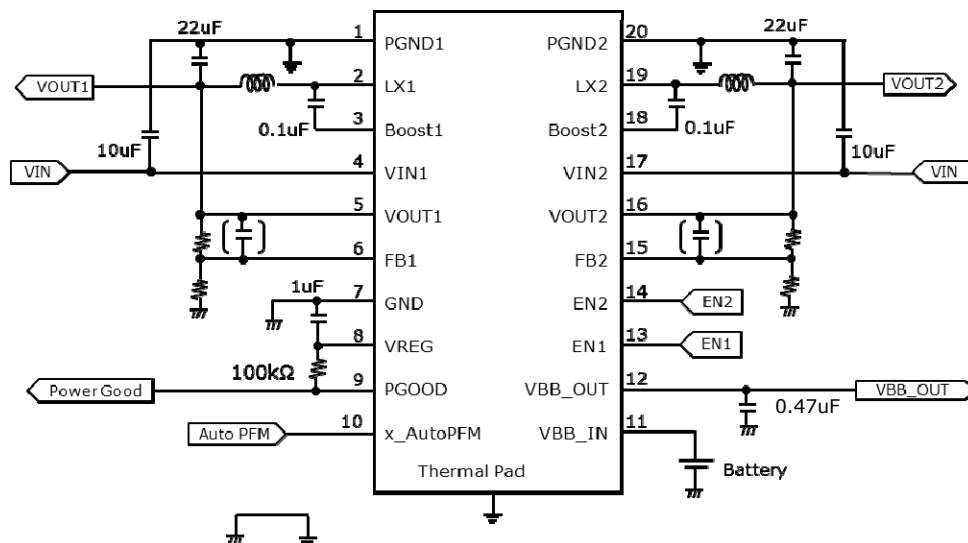 22uF
1
PGND1
PGND2
20
22uF
VOUT1
2
LX1
LX2
19
VOUT2
0.1uF
3
Boost1
Boost2
18
0.1uF
10uF
10uF
VIN
4
VIN1
VIN2
17
VIN
5
VOUT1
VOUT2
16
6
FB1
FB2
15
1uF
7
GND
EN2
14
EN2
8
VREG
EN1
13
EN1
100kΩ
Power Good
9
PGOOD
VBB_OUT
12
VBB_OUT
0.47uF
Auto PFM
10
x_AutoPFM
VBB_IN
11
Thermal Pad
Battery